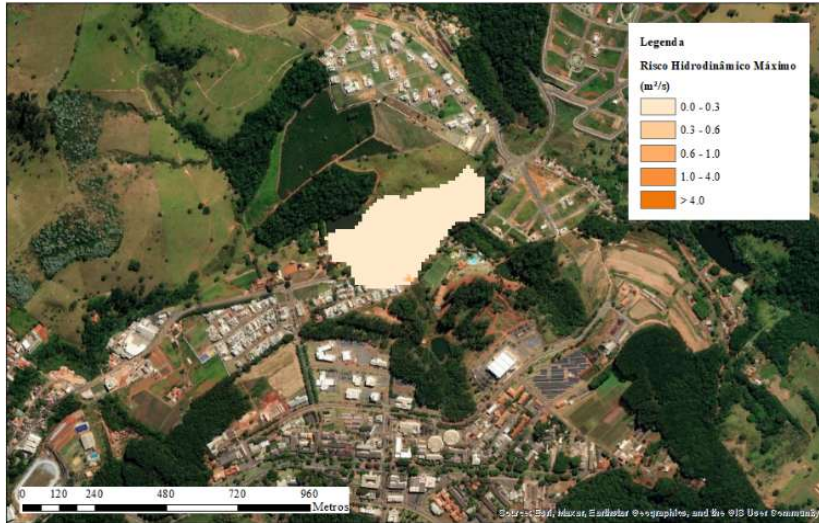 Legenda
Risco Hidrodinâmico Máximo
(m²/s)
0.0 - 0.3
0.3 - 0.6
0.6 - 1.0
1.0 - 4.0
> 4.0
0 120 240 480 720 960
Metros
Source: Esri, Maxar, Earthstar Geographics, and the GIS User Community